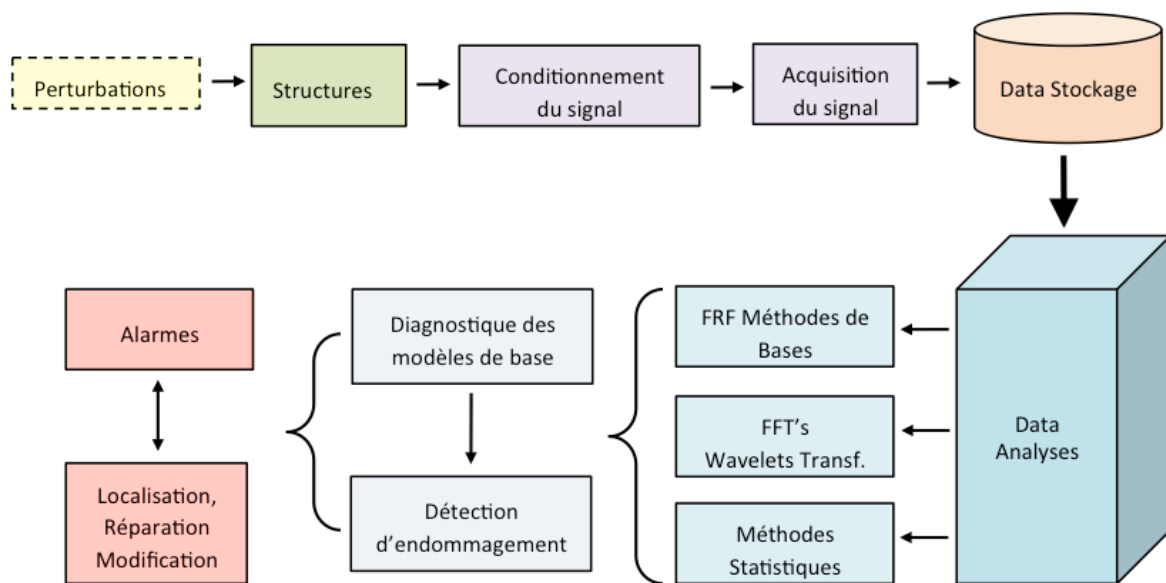 Perturbations
Structures
Conditionnement
du signal
Acquisition
du signal
Data Stockage
Alarmes
Diagnostique des
modèles de base
FRF Méthodes de
Bases
FFT’s
Wavelets Transf.
Data
Analyses
Localisation,
Réparation
Modification
Détection
d’endommagement
Méthodes
Statistiques